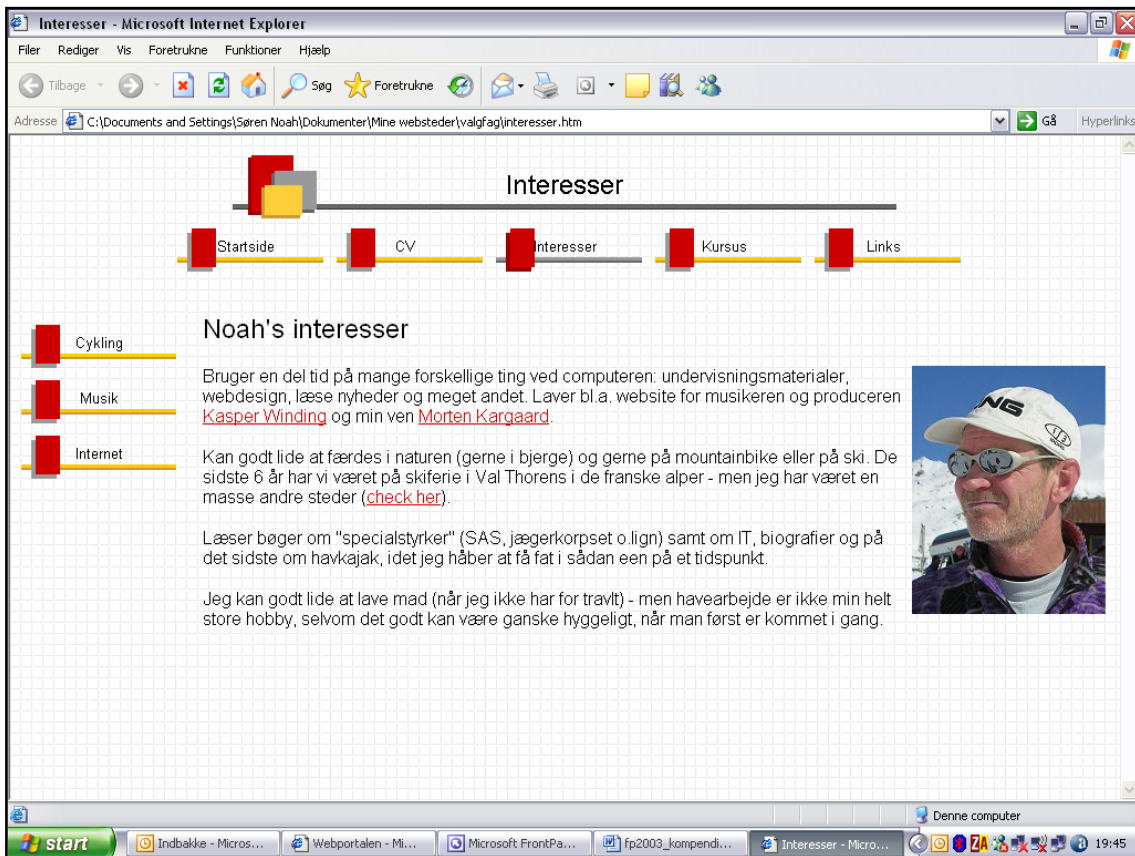 Interesser - Microsoft Internet Explorer
Filer Rediger Vis Foretrukne Funktioner Hjælp
Tilbage Søg Foretrukne
Adresse C:\Documents and Settings\Søren Noah\Dokumenter\Mine websteder\valgfag\interesser.htm Gå Hyperlinks
Interesser
Startside CV Interesser Kursus Links
Cykling
Musik
Internet
Noah's interesser
Bruger en del tid på mange forskellige ting ved computeren: undervisningsmaterialer,
webdesign, læse nyheder og meget andet. Laver bl.a. website for musikeren og produceren
Kasper Winding og min ven Morten Kargaard.
Kan godt lide at færdes i naturen (gerne i bjerge) og gerne på mountainbike eller på ski. De
sidste 6 år har vi været på skiferie i Val Thorens i de franske alper - men jeg har været en
masse andre steder (check her).
Læser bøger om "specialstyrker" (SAS, jægerkorpset o.lign) samt om IT, biografier og på
det sidste om havkajak, idet jeg håber at få fat i sådan een på et tidspunkt.
Jeg kan godt lide at lave mad (når jeg ikke har for travlt) - men havearbejde er ikke min helt
store hobby, selvom det godt kan være ganske hyggeligt, når man først er kommet i gang.
Denne computer
start Indbakke - Micros... Webportalen - Mi... Microsoft FrontPa... fp2003_kompendi... Interesser - Micro... ZA 19:45